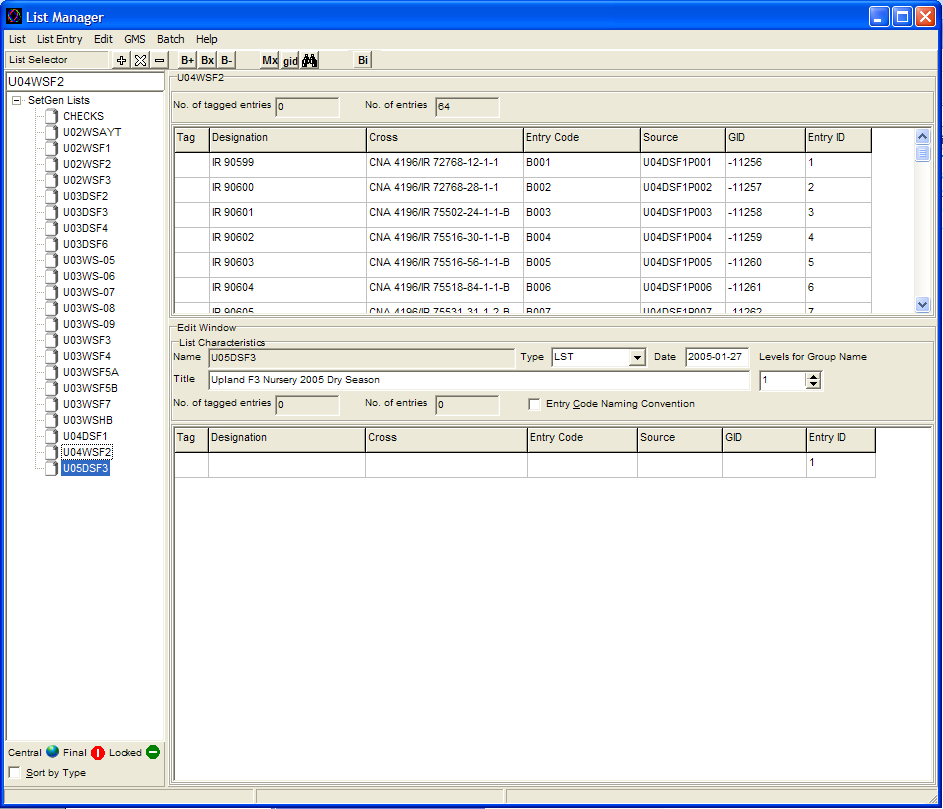 List Manager
List List Entry Edit GMS Batch Help
List Selector B+ Bx B- Mx gid Bi
U04WSF2
SetGen Lists
CHECKS
U02WSAYT
U02WSF1
U02WSF2
U02WSF3
U03DSF2
U03DSF3
U03DSF4
U03DSF6
U03WS-05
U03WS-06
U03WS-07
U03WS-08
U03WS-09
U03WSF3
U03WSF4
U03WSF5A
U03WSF5B
U03WSF7
U03WSHB
U04DSF1
U04WSF2
U05DSF3
Central Final Locked
Sort by Type
U04WSF2
No. of tagged entries 0 No. of entries 64
Tag Designation Cross Entry Code Source GID Entry ID
IR 90599 CNA 4196/IR 72768-12-1-1 B001 U04DSF1P001 -11256 1
IR 90600 CNA 4196/IR 72768-28-1-1 B002 U04DSF1P002 -11257 2
IR 90601 CNA 4196/IR 75502-24-1-1-B B003 U04DSF1P003 -11258 3
IR 90602 CNA 4196/IR 75516-30-1-1-B B004 U04DSF1P004 -11259 4
IR 90603 CNA 4196/IR 75516-56-1-1-B B005 U04DSF1P005 -11260 5
IR 90604 CNA 4196/IR 75518-84-1-1-B B006 U04DSF1P006 -11261 6
IR 90605 CNA 4196/IR 75531-31-1-2-B B007 U04DSF1P007 -11262 7
Edit Window
List Characteristics
Name U05DSF3 Type LST Date 2005-01-27 Levels for Group Name
Title Upland F3 Nursery 2005 Dry Season 1
No. of tagged entries 0 No. of entries 0 Entry Code Naming Convention
Tag Designation Cross Entry Code Source GID Entry ID
1